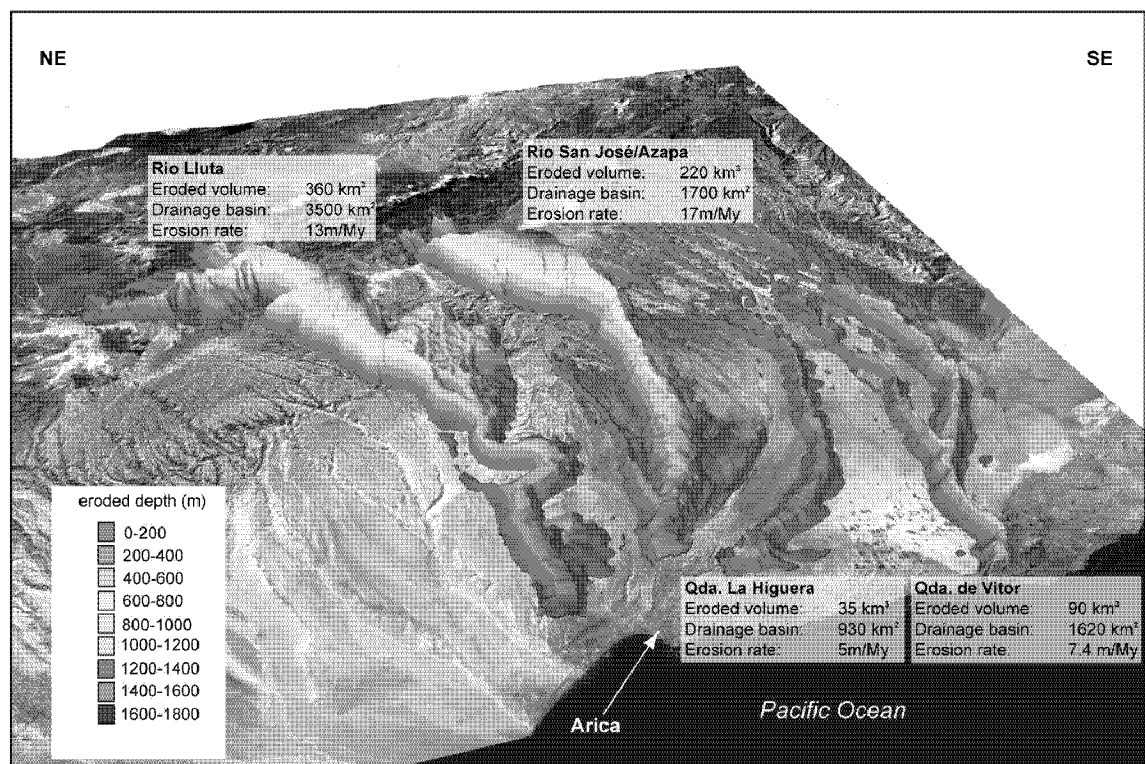 NE
SE
Rio Lluta
Eroded volume: 360 km³
Drainage basin: 3500 km²
Erosion rate: 13m/My
Rio San José/Azapa
Eroded volume: 220 km³
Drainage basin: 1700 km²
Erosion rate: 17m/My
eroded depth (m)
0-200
200-400
400-600
600-800
800-1000
1000-1200
1200-1400
1400-1600
1600-1800
Qda. La Higuera
Eroded volume: 35 km³
Drainage basin: 930 km²
Erosion rate: 5m/My
Qda. de Vitor
Eroded volume: 90 km³
Drainage basin: 1620 km²
Erosion rate: 7.4 m/My
Arica
Pacific Ocean